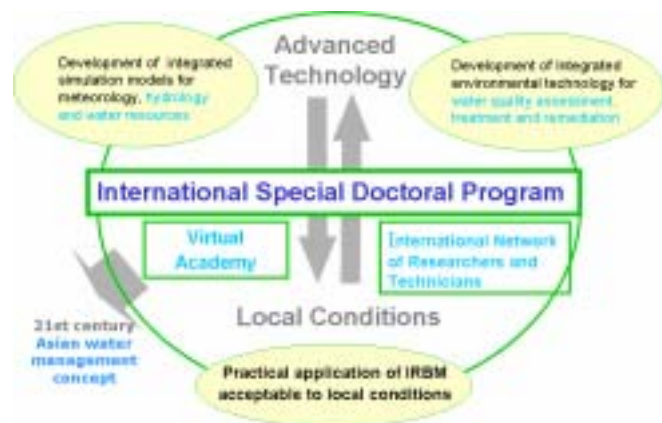 Development of integrated
simulation models for
meteorology, hydrology
and water resources
Advanced
Technology
Development of integrated
environmental technology for
water quality assessment,
treatment and remediation
International Special Doctoral Program
Virtual
Academy
International Network
of Researchers and
Technicians
Local Conditions
21st century
Asian water
management
concept
Practical application of IRBM
acceptable to local conditions